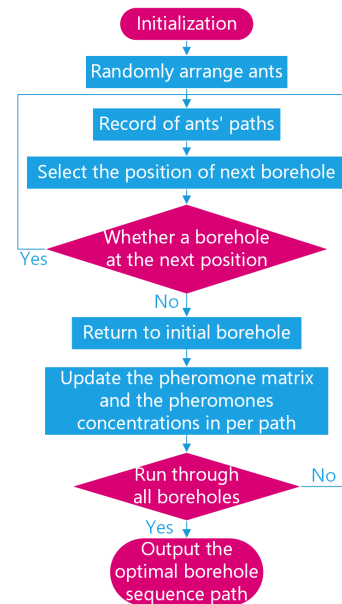 Initialization
Randomly arrange ants
Record of ants' paths
Select the position of next borehole
Whether a borehole
at the next position
Yes
No
Return to initial borehole
Update the pheromone matrix
and the pheromones
concentrations in per path
Run through
all boreholes
No
Yes
Output the
optimal borehole
sequence path